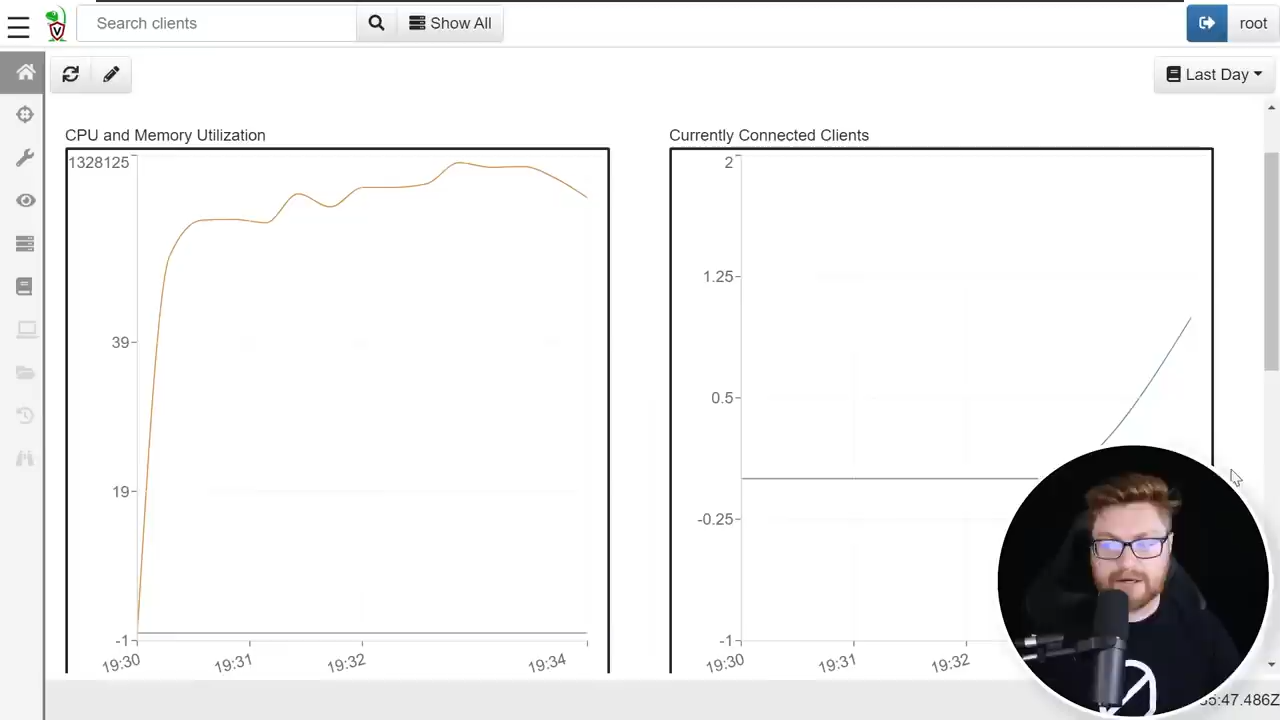 Search clients
Show All
root
Last Day
CPU and Memory Utilization
Currently Connected Clients
1328125
39
19
-1
19:30
19:31
19:32
19:34
2
1.25
0.5
-0.25
-1
19:30
19:31
19:32
5:47.486Z